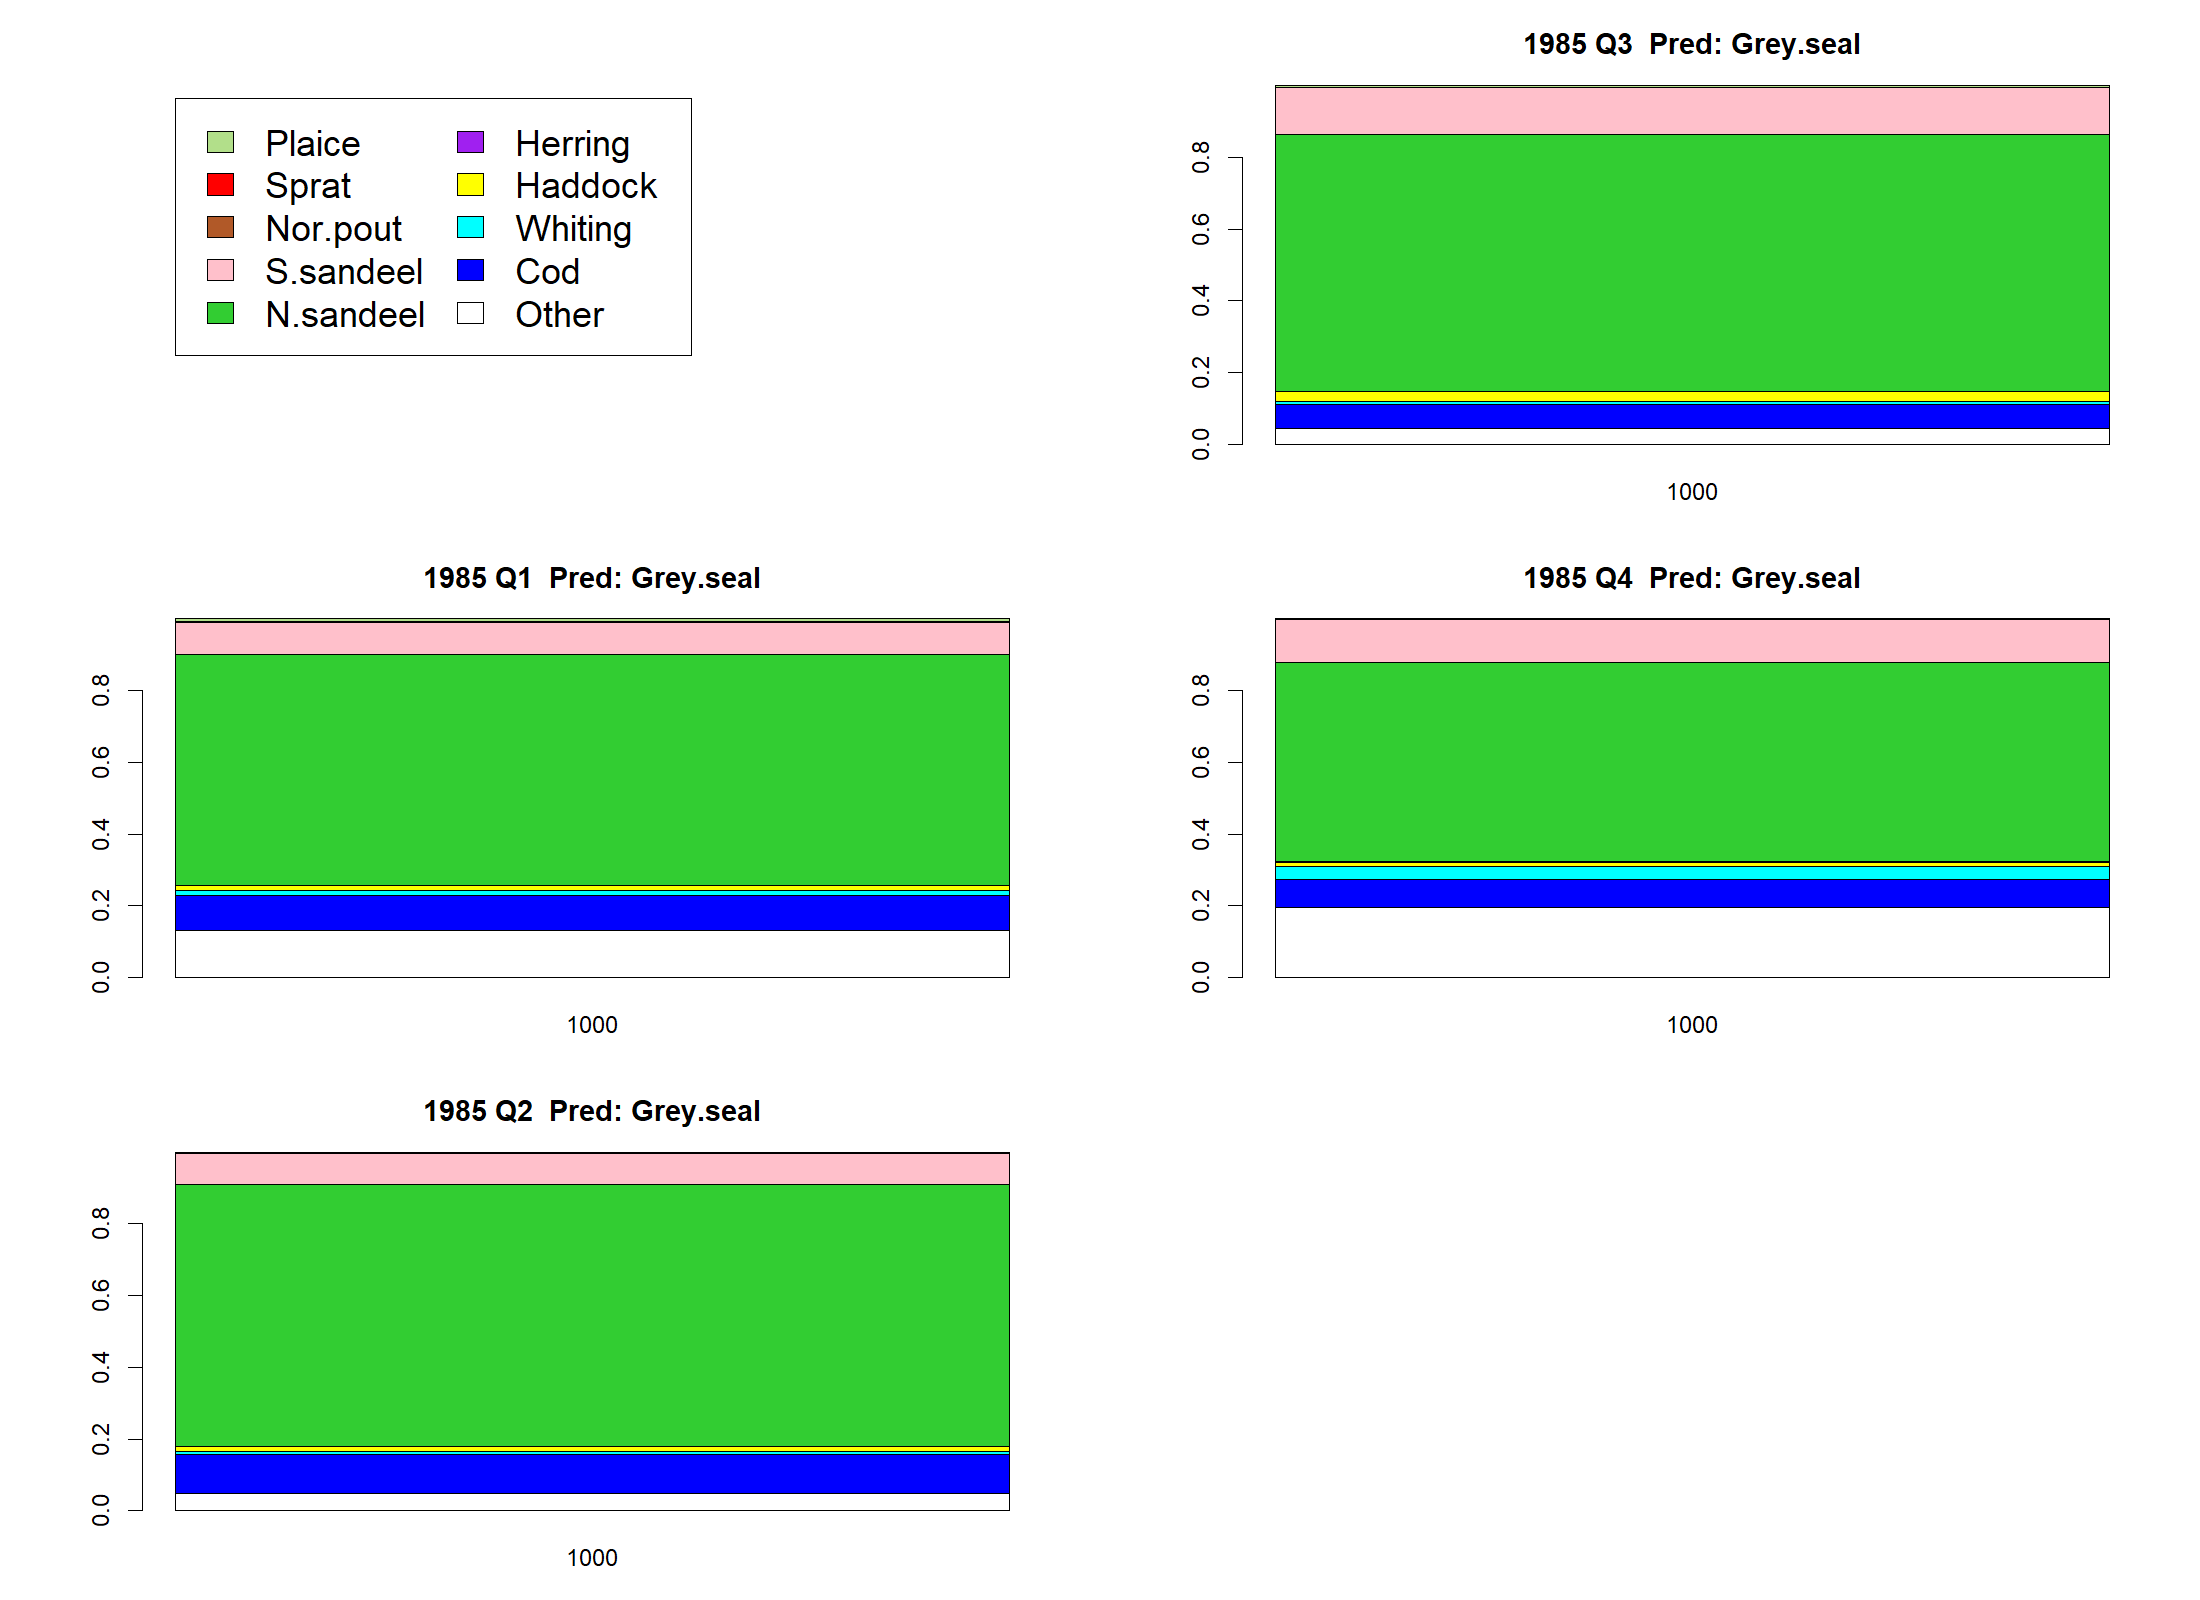 Plaice Herring
Sprat Haddock
Nor.pout Whiting
S.sandeel Cod
N.sandeel Other
1985 Q1  Pred: Grey.seal
0.8
0.6
0.4
0.2
0.0
1000
1985 Q2  Pred: Grey.seal
0.8
0.6
0.4
0.2
0.0
1000
1985 Q3  Pred: Grey.seal
0.8
0.6
0.4
0.2
0.0
1000
1985 Q4  Pred: Grey.seal
0.8
0.6
0.4
0.2
0.0
1000